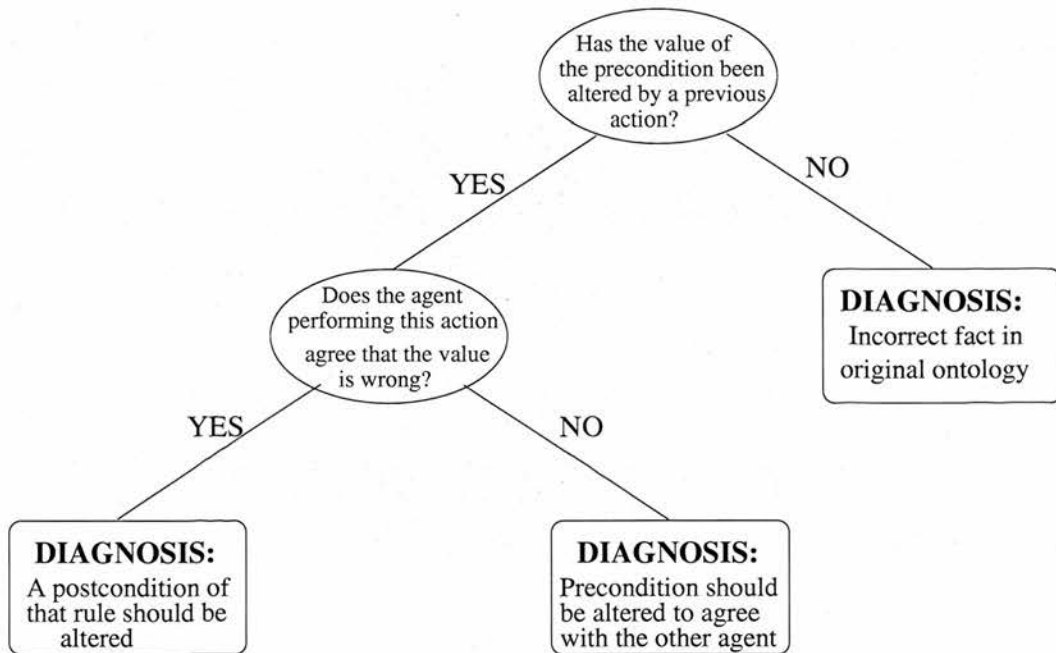 Has the value of
the precondition been
altered by a previous
action?
YES
NO
Does the agent
performing this action
agree that the value
is wrong?
DIAGNOSIS:
Incorrect fact in
original ontology
YES
NO
DIAGNOSIS:
A postcondition of
that rule should be
altered
DIAGNOSIS:
Precondition should
be altered to agree
with the other agent